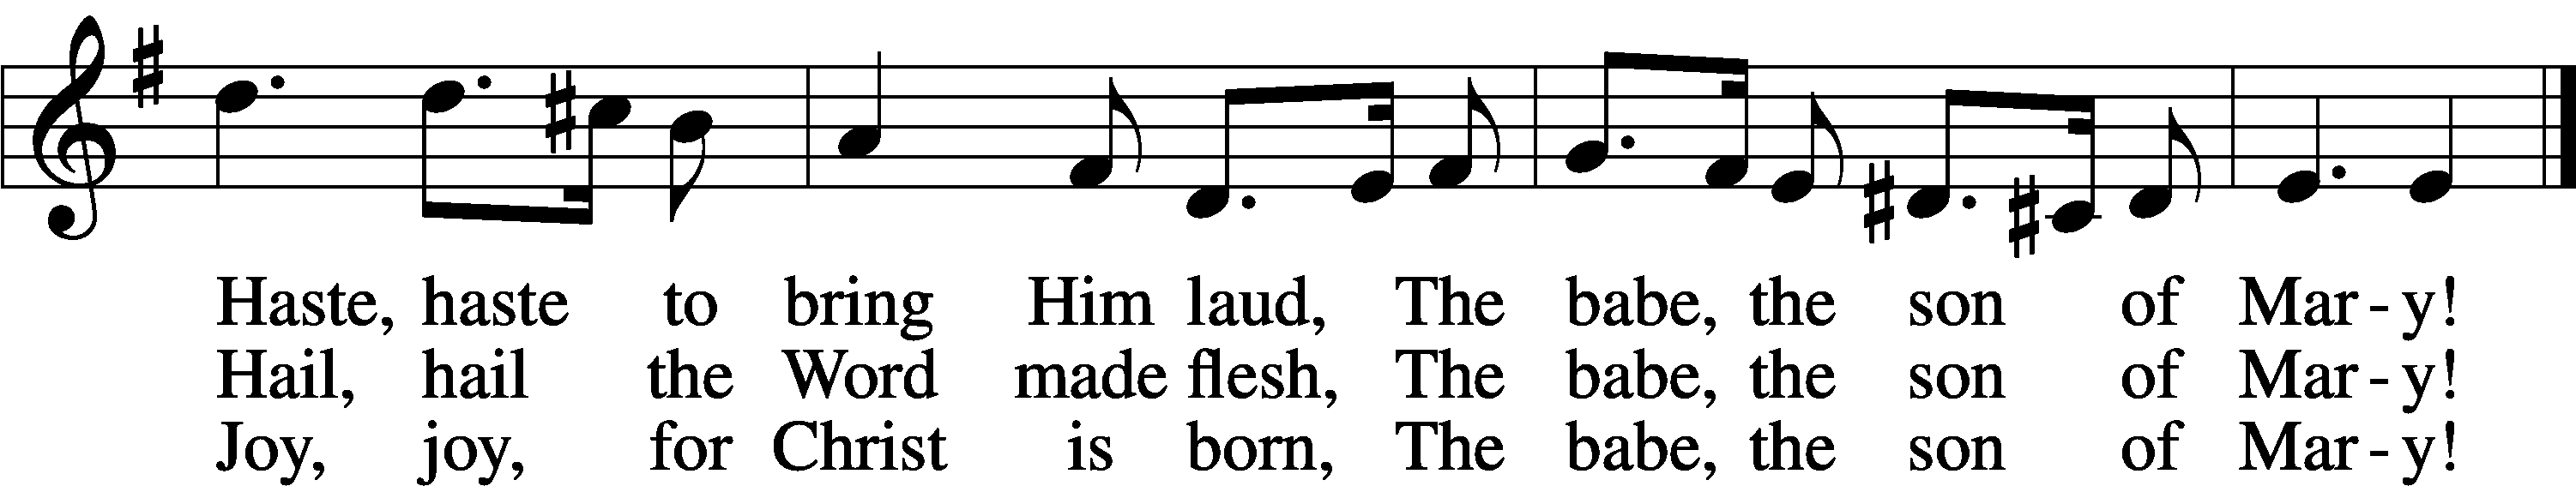 Haste, haste to bring Him laud, The babe, the son of Mar - y!
Hail, hail the Word made flesh, The babe, the son of Mar - y!
Joy, joy, for Christ is born, The babe, the son of Mar - y!